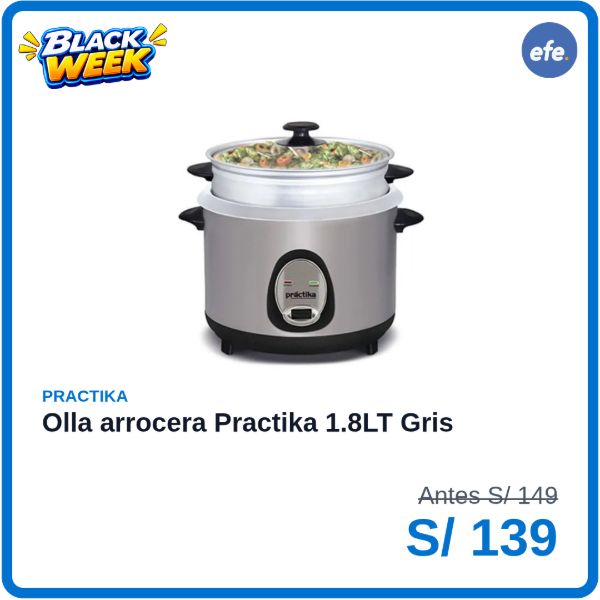 BLACK
WEEK
efe.
práctika
PRACTIKA
Olla arrocera Practika 1.8LT Gris
Antes S/ 149
S/ 139